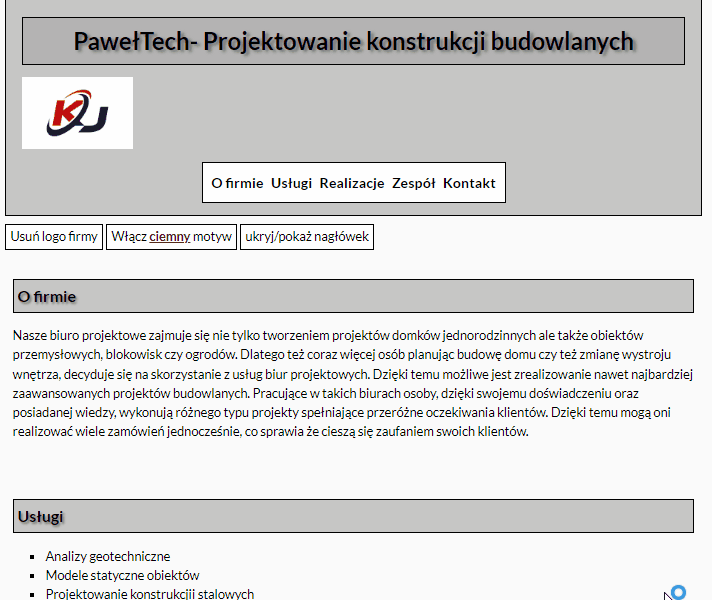 PawełTech- Projektowanie konstrukcji budowlanych
KJ
O firmie Usługi Realizacje Zespół Kontakt
Usuń logo firmy Włącz ciemny motyw ukryj/pokaż nagłówek
O firmie
Nasze biuro projektowe zajmuje się nie tylko tworzeniem projektów domków jednorodzinnych ale także obiektów
przemysłowych, blokowisk czy ogrodów. Dlatego też coraz więcej osób planując budowę domu czy też zmianę wystroju
wnętrza, decyduje się na skorzystanie z usług biur projektowych. Dzięki temu możliwe jest zrealizowanie nawet najbardziej
zaawansowanych projektów budowlanych. Pracujące w takich biurach osoby, dzięki swojemu doświadczeniu oraz
posiadanej wiedzy, wykonują różnego typu projekty spełniające przeróżne oczekiwania klientów. Dzięki temu mogą oni
realizować wiele zamówień jednocześnie, co sprawia że cieszą się zaufaniem swoich klientów.
Usługi
Analizy geotechniczne
Modele statyczne obiektów
Projektowanie konstrukcjii stalowych